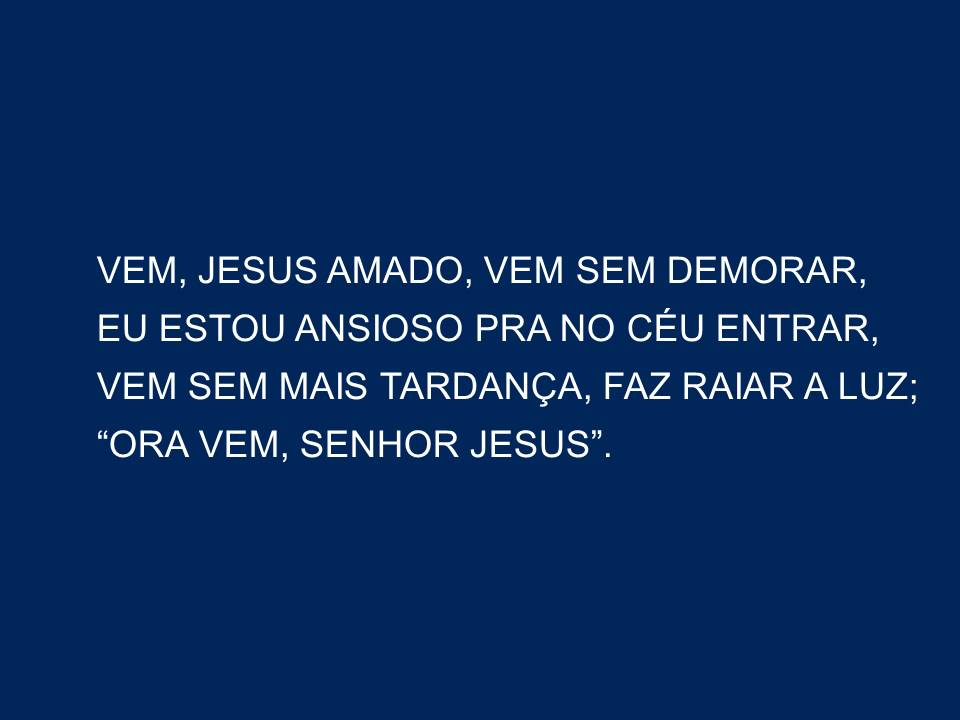 VEM, JESUS AMADO, VEM SEM DEMORAR,
EU ESTOU ANSIOSO PRA NO CÉU ENTRAR,
VEM SEM MAIS TARDANÇA, FAZ RAIAR A LUZ;
“ORA VEM, SENHOR JESUS”.